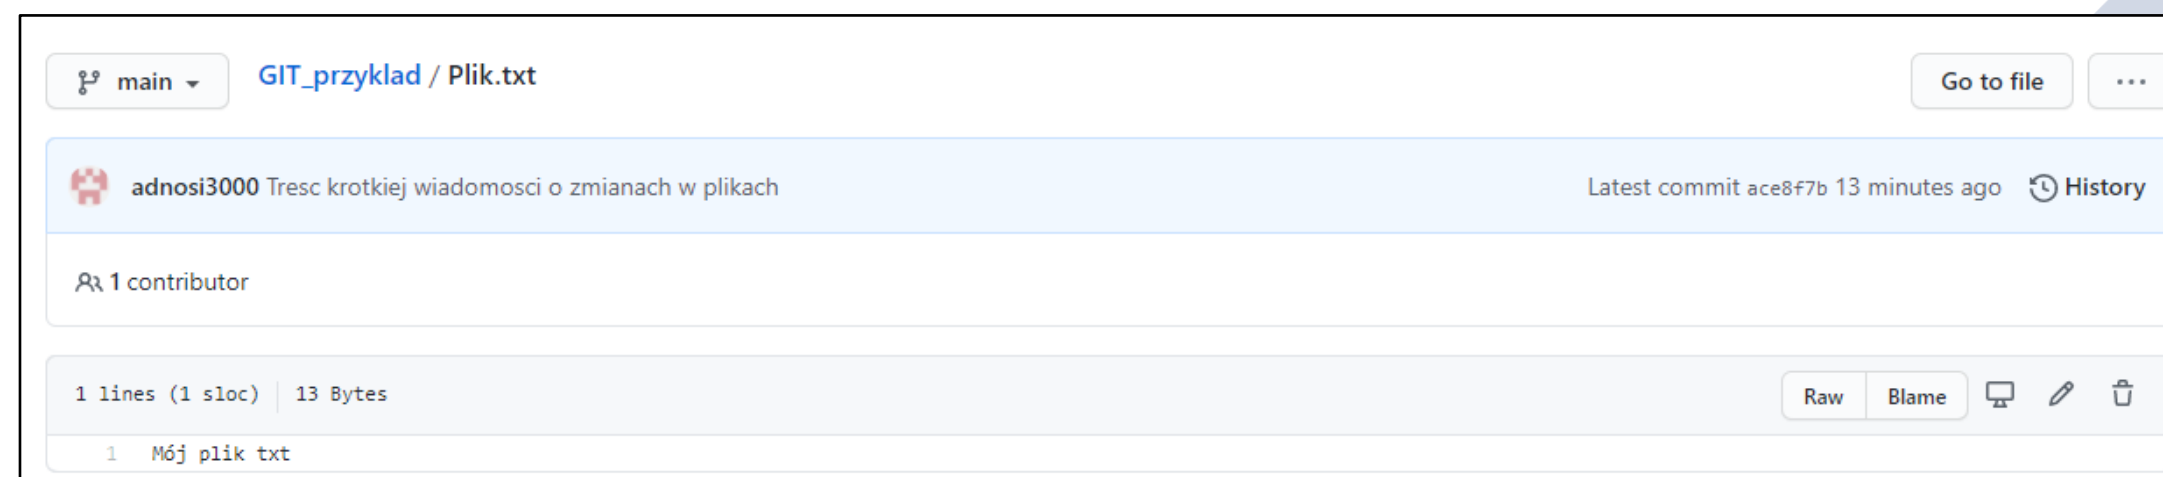 main GIT_przyklad / Plik.txt Go to file ...
adnosi3000 Tresc krotkiej wiadomosci o zmianach w plikach Latest commit ace8f7b 13 minutes ago History
1 contributor
1 lines (1 sloc) 13 Bytes Raw Blame
1 Mój plik txt